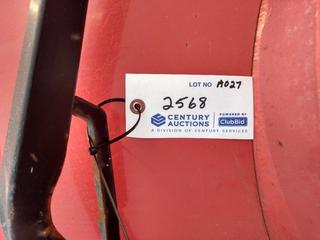 LOT NO A027
2568
CENTURY AUCTIONS
POWERED BY ClubBid
A DIVISION OF CENTURY SERVICES